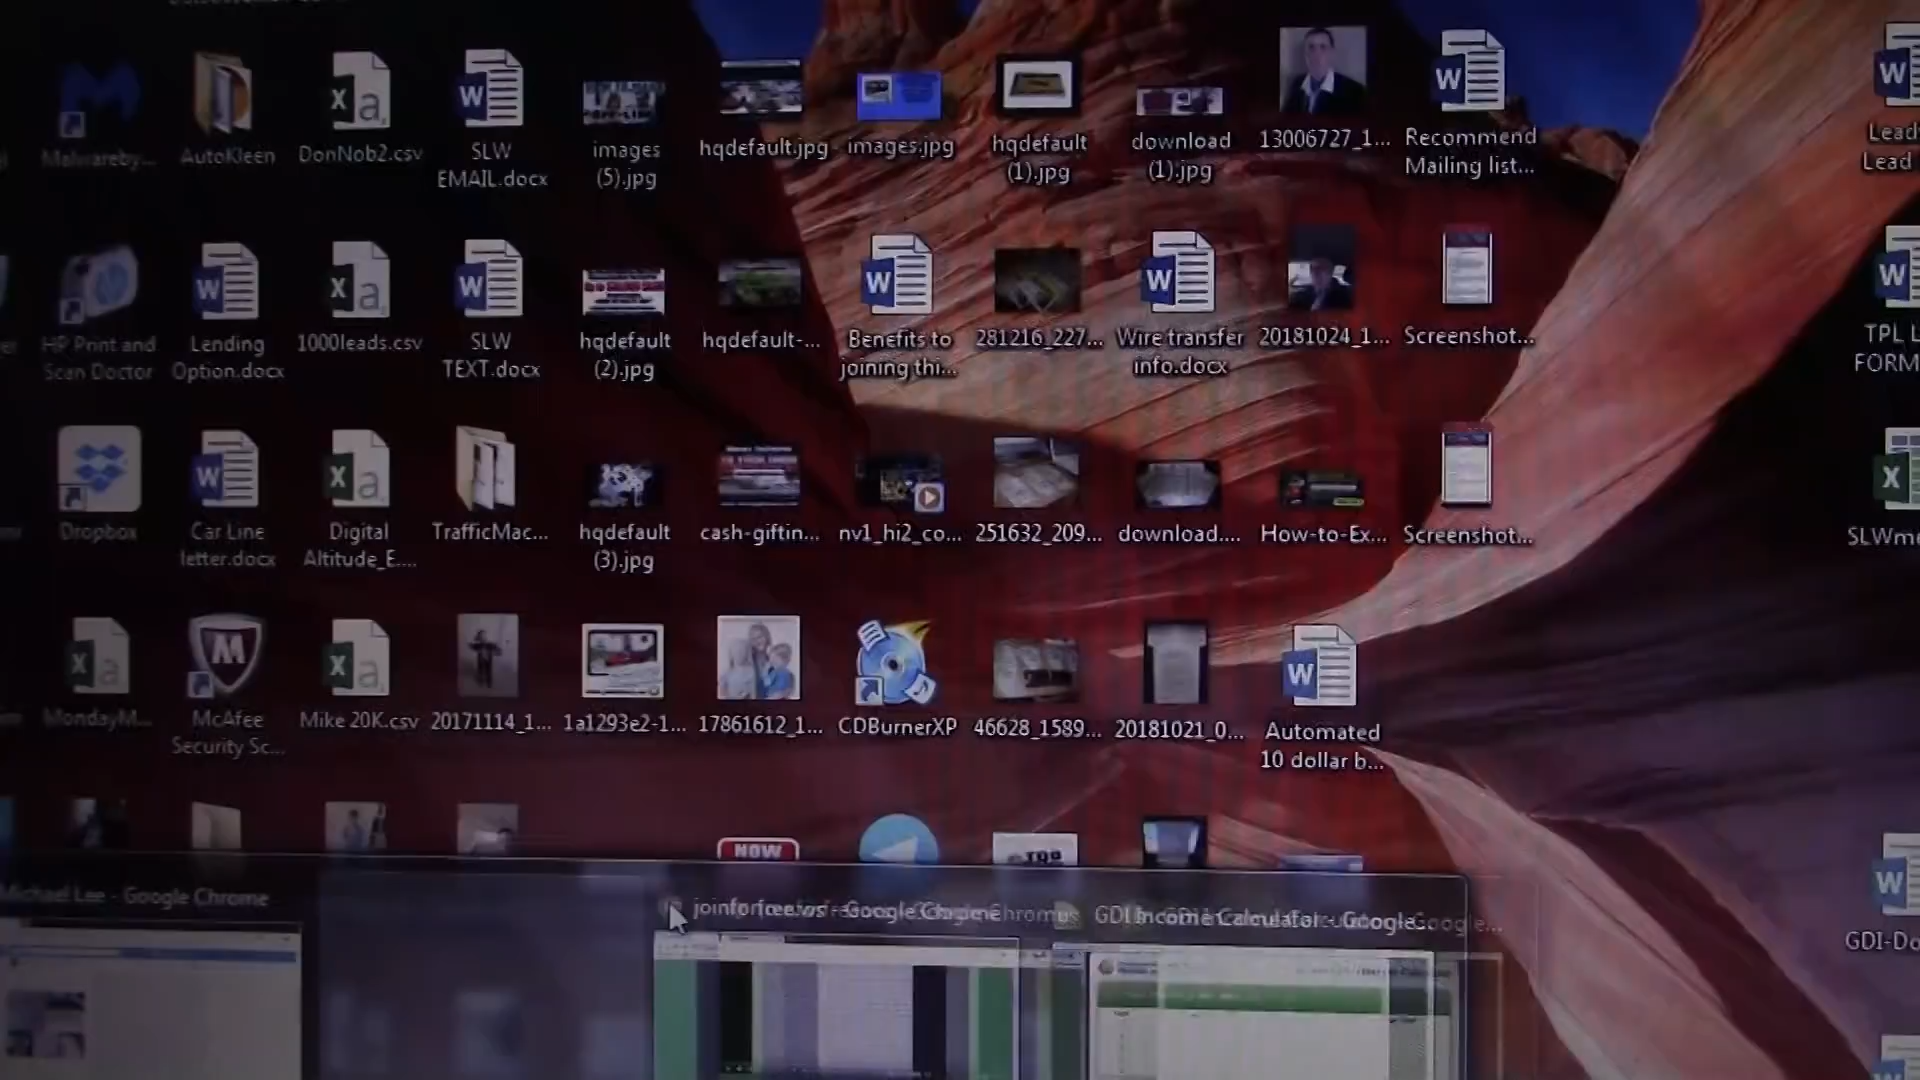 Malwareby...
AutoKleen
DonNob2.csv
SLW
EMAIL.docx
images
(5).jpg
hqdefault.jpg
images.jpg
hqdefault
(1).jpg
download
(1).jpg
13006727_1...
Recommend
Mailing list...
Lead
Lead
HP Print and
Scan Doctor
Lending
Option.docx
1000leads.csv
SLW
TEXT.docx
hqdefault
(2).jpg
hqdefault-...
Benefits to
joining thi...
281216_227...
Wire transfer
info.docx
20181024_1...
Screenshot...
TPL L
FORM
Dropbox
Car Line
letter.docx
Digital
Altitude_E....
TrafficMac...
hqdefault
(3).jpg
cash-giftin...
nv1_hi2_co...
251632_209...
download....
How-to-Ex...
Screenshot...
SLWme
MondayM...
McAfee
Security Sc...
Mike 20K.csv
20171114_1...
1a1293e2-1...
17861612_1...
CDBurnerXP
46628_1589...
20181021_0...
Automated
10 dollar b...
NOW
TOP
GDI-Do
Michael Lee - Google Chrome
GDI Income Calculator - Google...